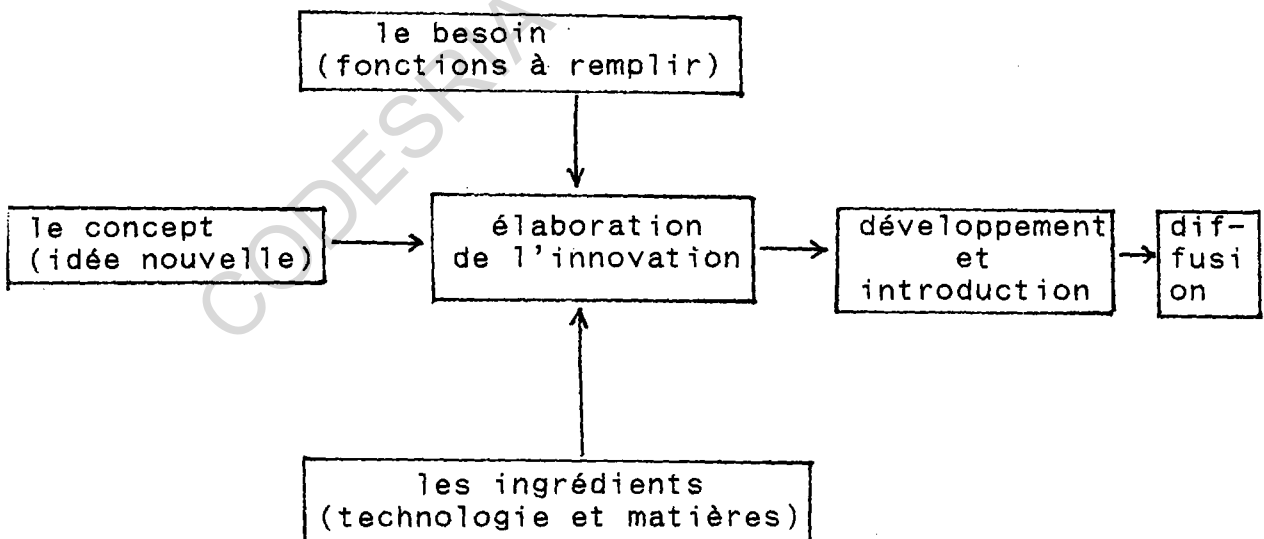 le besoin
(fonctions à remplir)
le concept
(idée nouvelle)
élaboration
de l'innovation
développement
et
introduction
dif-
fusi
on
les ingrédients
(technologie et matières)
CODESRIA